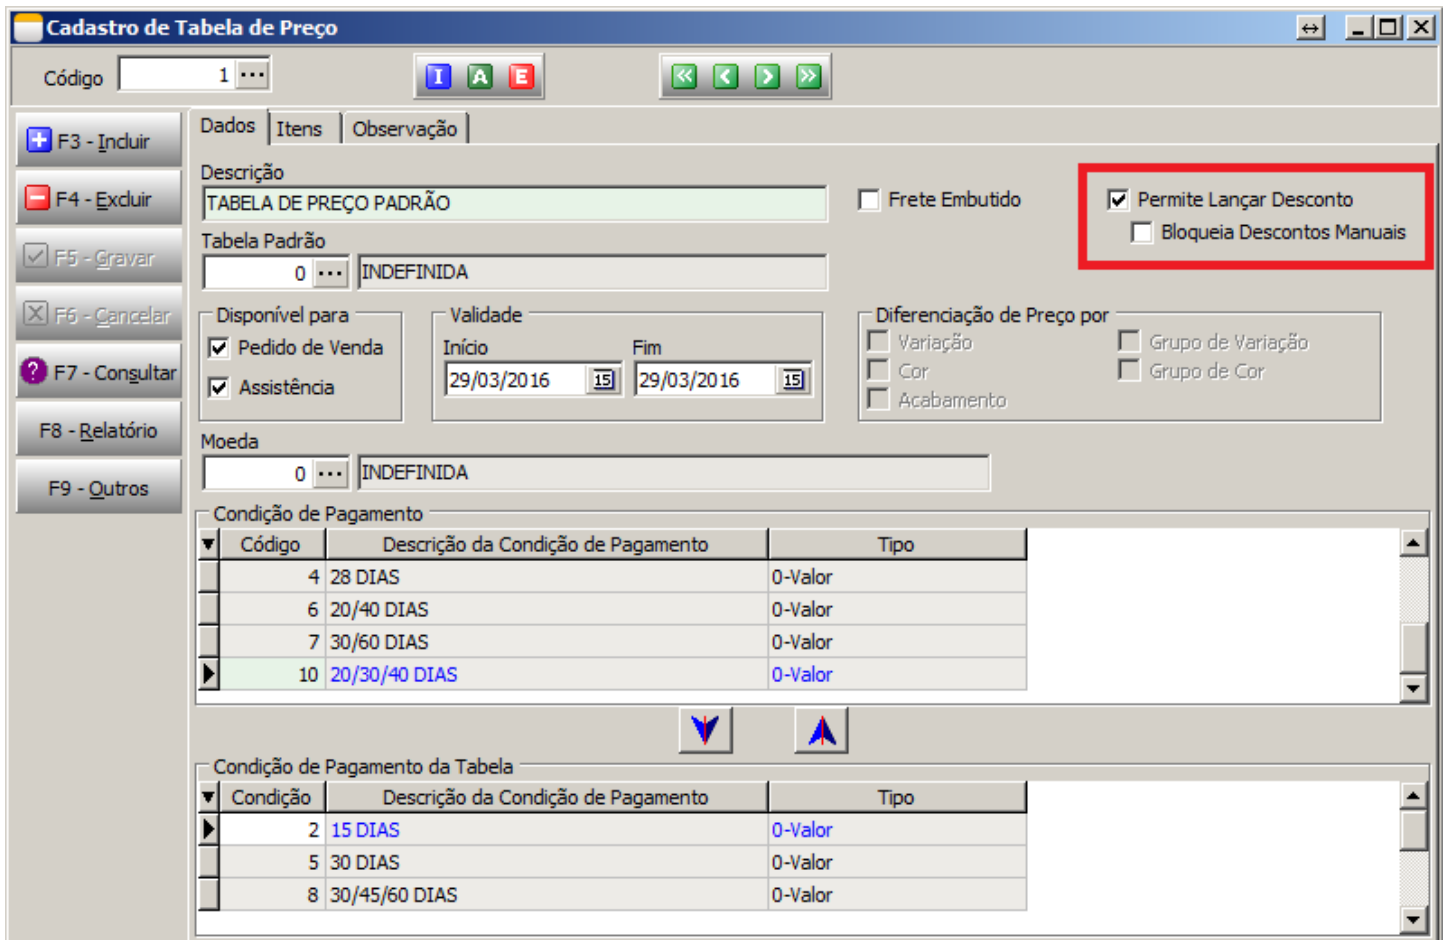 Cadastro de Tabela de Preço
Código 1 ...
I A E
F3 - Incluir
F4 - Excluir
F5 - Gravar
F6 - Cancelar
F7 - Consultar
F8 - Relatório
F9 - Outros
Dados Itens Observação
Descrição
TABELA DE PREÇO PADRÃO
Frete Embutido
Permite Lançar Desconto
Bloqueia Descontos Manuais
Tabela Padrão
0 ... INDEFINIDA
Disponível para
Pedido de Venda
Assistência
Validade
Início Fim
29/03/2016 15 29/03/2016 15
Diferenciação de Preço por
Variação Grupo de Variação
Cor Grupo de Cor
Acabamento
Moeda
0 ... INDEFINIDA
Condição de Pagamento
Código Descrição da Condição de Pagamento Tipo
4 28 DIAS 0-Valor
6 20/40 DIAS 0-Valor
7 30/60 DIAS 0-Valor
10 20/30/40 DIAS 0-Valor
Condição de Pagamento da Tabela
Condição Descrição da Condição de Pagamento Tipo
2 15 DIAS 0-Valor
5 30 DIAS 0-Valor
8 30/45/60 DIAS 0-Valor